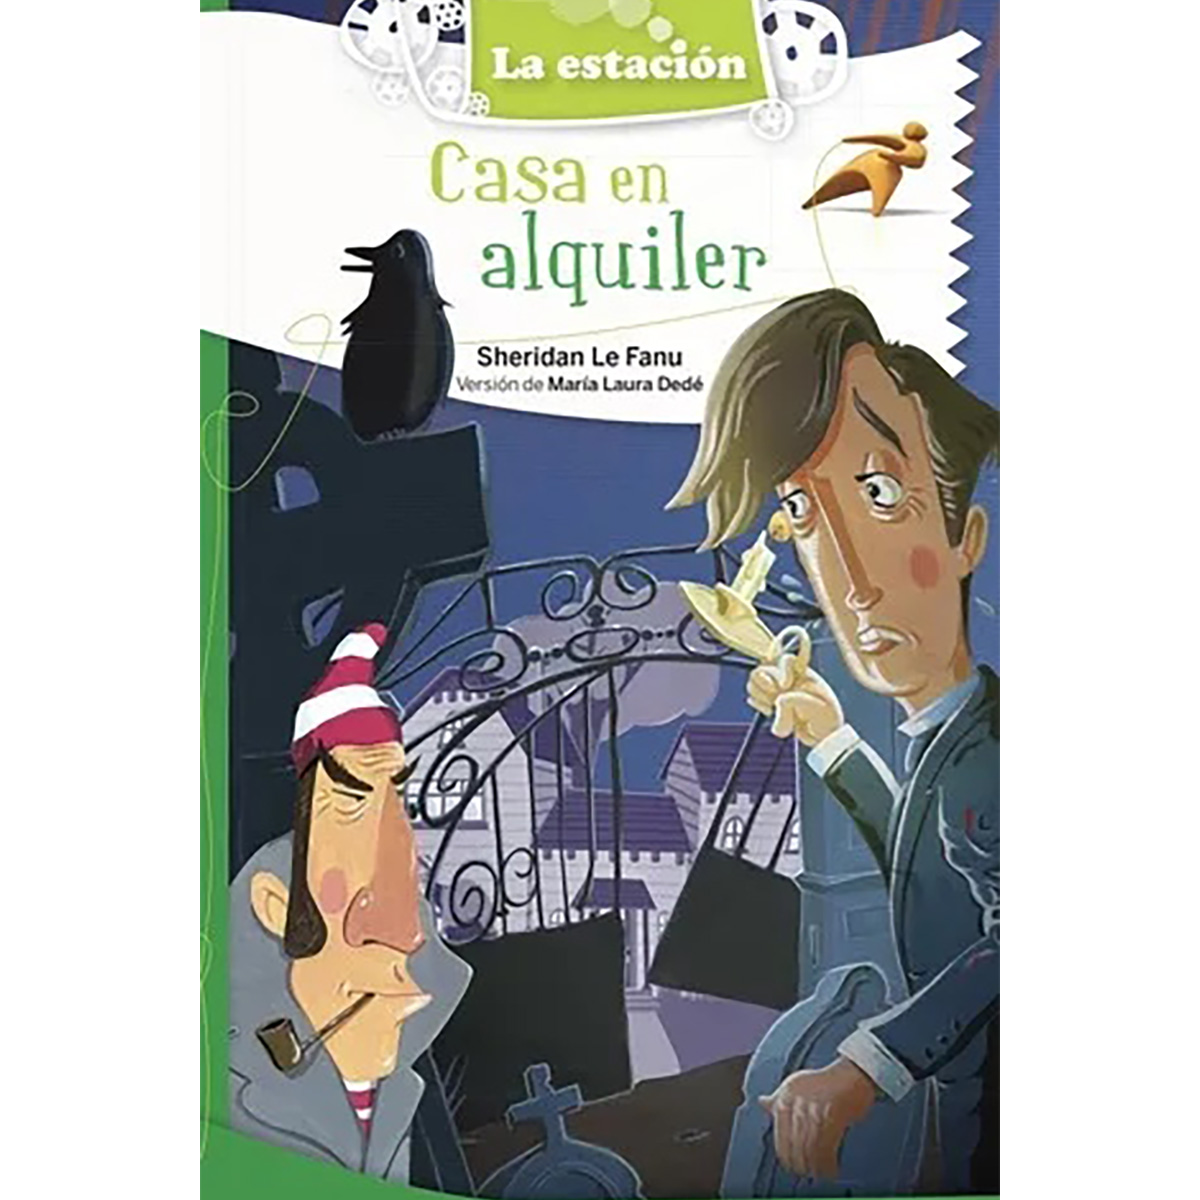 La estación
Casa en
alquiler
Sheridan Le Fanu
Versión de María Laura Dedé